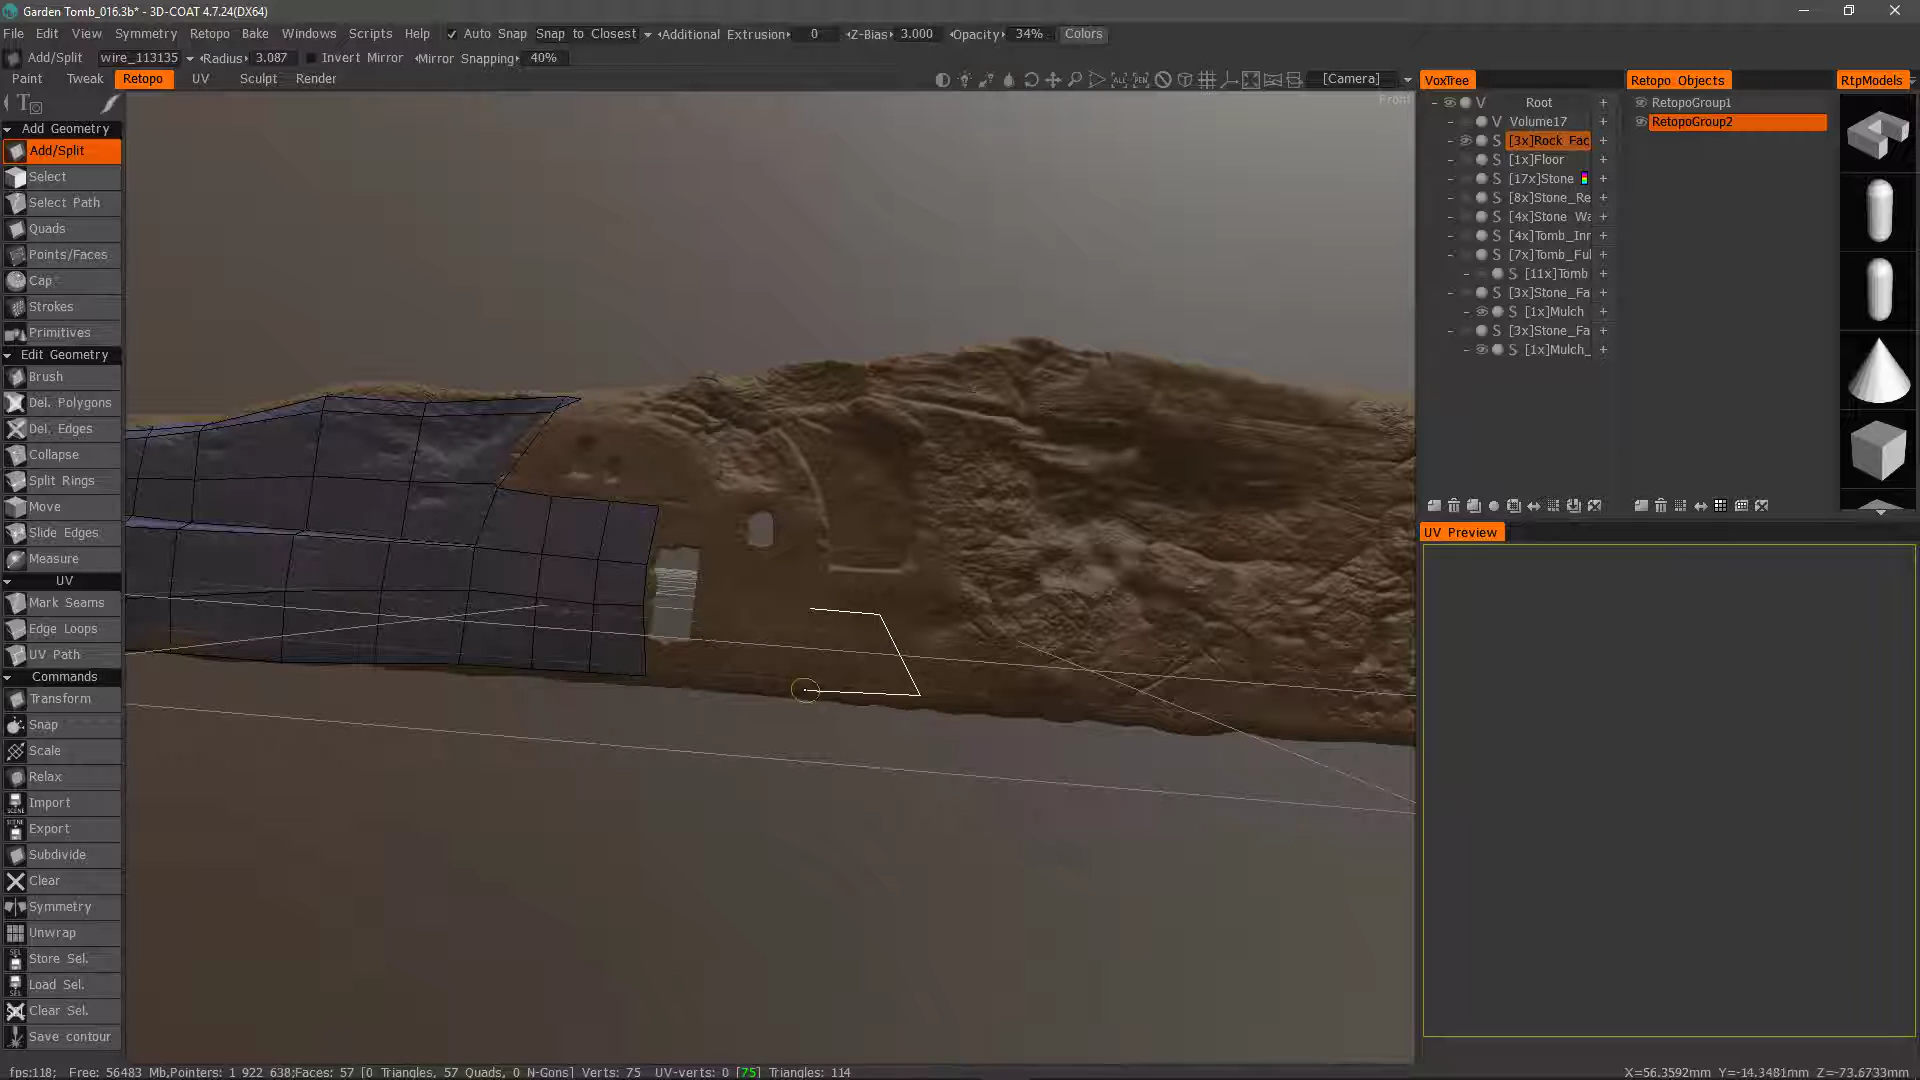 Garden Tomb_016.3b* - 3D-COAT 4.7.24(DX64)
File Edit View Symmetry Retopo Bake Windows Scripts Help Auto Snap Snap to Closest Additional Extrusion 0 Z-Bias 3.000 Opacity 34% Colors
Add/Split wire_113135 Radius 3.087 Invert Mirror Mirror Snapping 40%
Paint Tweak Retopo UV Sculpt Render [Camera] VoxTree Retopo Objects RtpModels
Front
Root RetopoGroup1
Add Geometry Volume17 RetopoGroup2
Add/Split [3x]Rock Fac
[1x]Floor
Select [17x]Stone
Select Path [8x]Stone_Re
[4x]Stone Wa
Quads [4x]Tomb_Inr
Points/Faces [7x]Tomb_Ful
Cap [11x]Tomb
[3x]Stone_Fa
Strokes [1x]Mulch
Primitives [3x]Stone_Fa
Edit Geometry [1x]Mulch_
Brush
Del. Polygons
Del. Edges
Collapse
Split Rings
Move
Slide Edges UV Preview
Measure
UV
Mark Seams
Edge Loops
UV Path
Commands
Transform
Snap
Scale
Relax
Import
Export
Subdivide
Clear
Symmetry
Unwrap
Store Sel.
Load Sel.
Clear Sel.
Save contour
fps:118; Free: 56483 Mb,Pointers: 1 922 638;Faces: 57 [0 Triangles, 57 Quads, 0 N-Gons] Verts: 75 UV-verts: 0 [75] Triangles: 114 X=56.3592mm Y=-14.3481mm Z=-73.6733mm